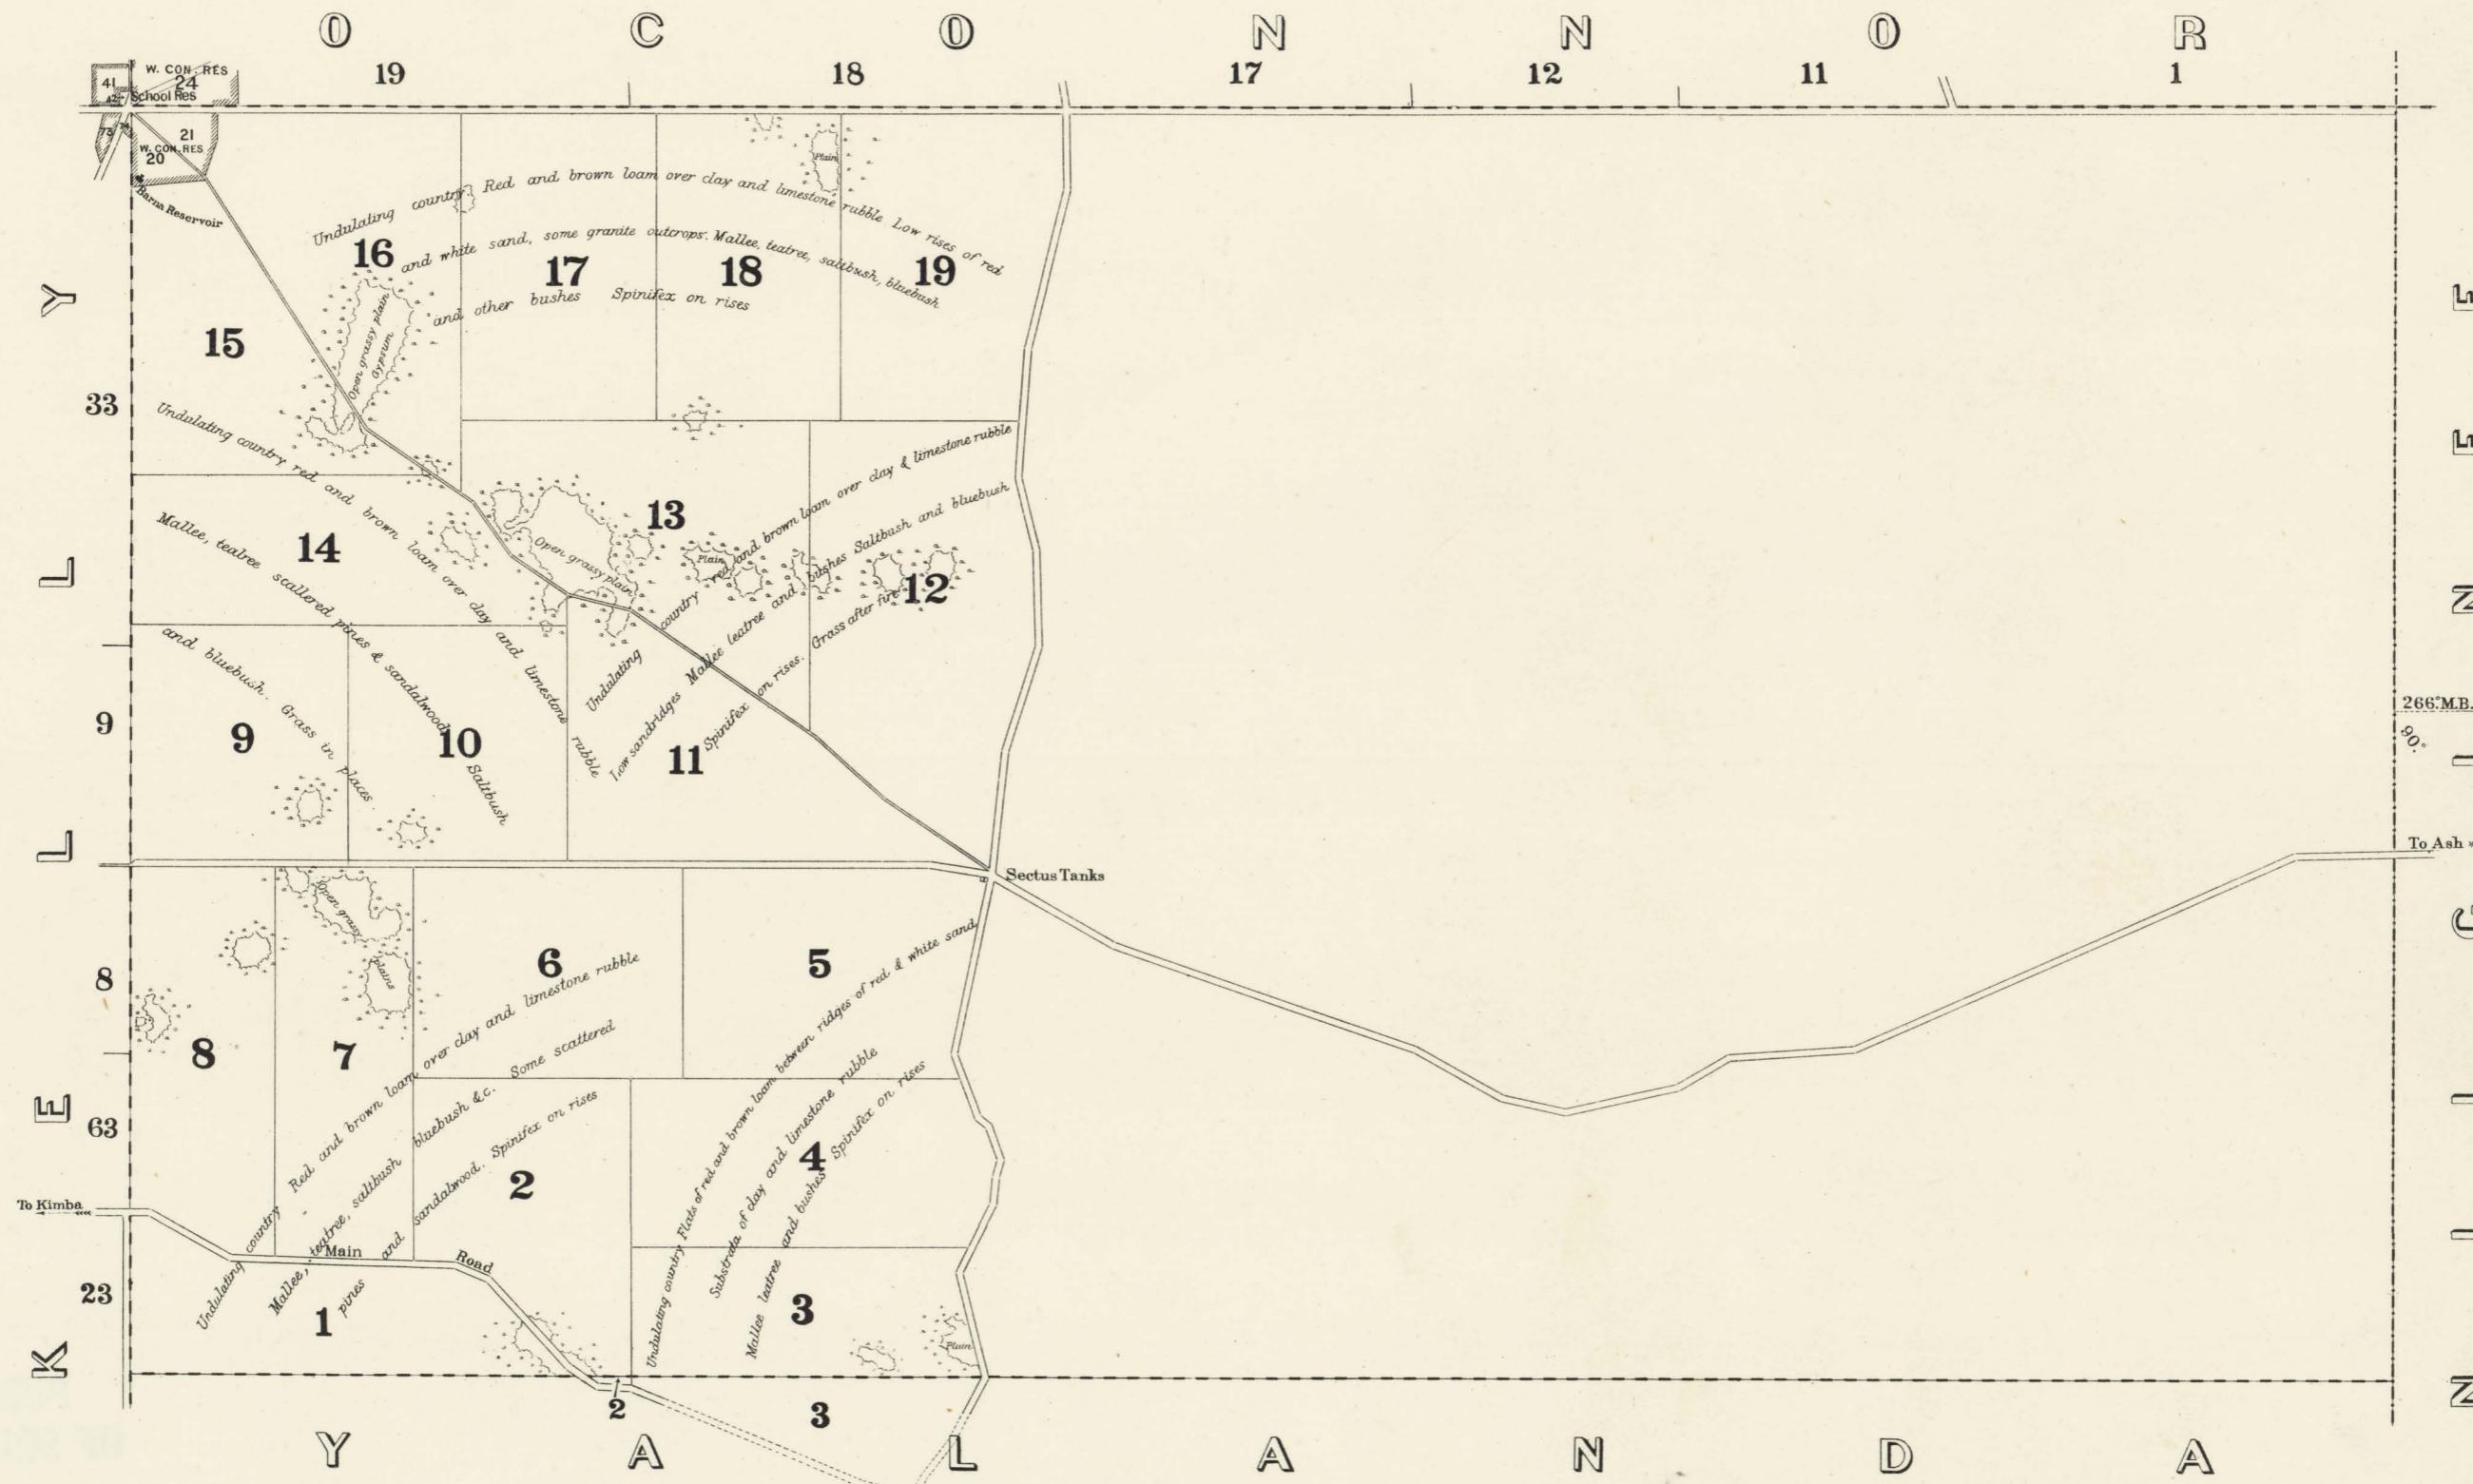 O C O N N O R
19 18 17 12 11 1
W. CON. RES
41 24
42 School Res
73
21
W. CON. RES
20
Barna Reservoir
Plain
Undulating country Red and brown loam over clay and limestone rubble Low rises of red
and white sand, some granite outcrops. Mallee, teatree, saltbush, bluebush
and other bushes Spinifex on rises
16 17 18 19
Open grassy plain
Gypsum
15
33
Undulating country red and brown loam over clay and limestone rubble
Mallee, teatree scattered pines & sandalwood Saltbush
and bluebush. Grass in places
14
13
Open grassy plain
Plain
12
Undulating country red and brown loam over clay & limestone rubble
Low sandridges Mallee teatree and bushes Saltbush and bluebush
Spinifex on rises. Grass after fire
9
9 10 11
266° M.B.
90°
To Ash
Sectus Tanks
Open grassy
plains
6 5
8
8 7
Undulating country Red and brown loam over clay and limestone rubble
Mallee, teatree, saltbush bluebush &c. Some scattered
pines and sandalwood. Spinifex on rises
Undulating country Flats of red and brown loam between ridges of red & white sand
Substrata of clay and limestone rubble
Mallee teatree and bushes Spinifex on rises
63
2 4
To Kimba
Main Road
23
1 3
Plain
2 3
K E L L Y
F F N I C I N
Y A L A N D A